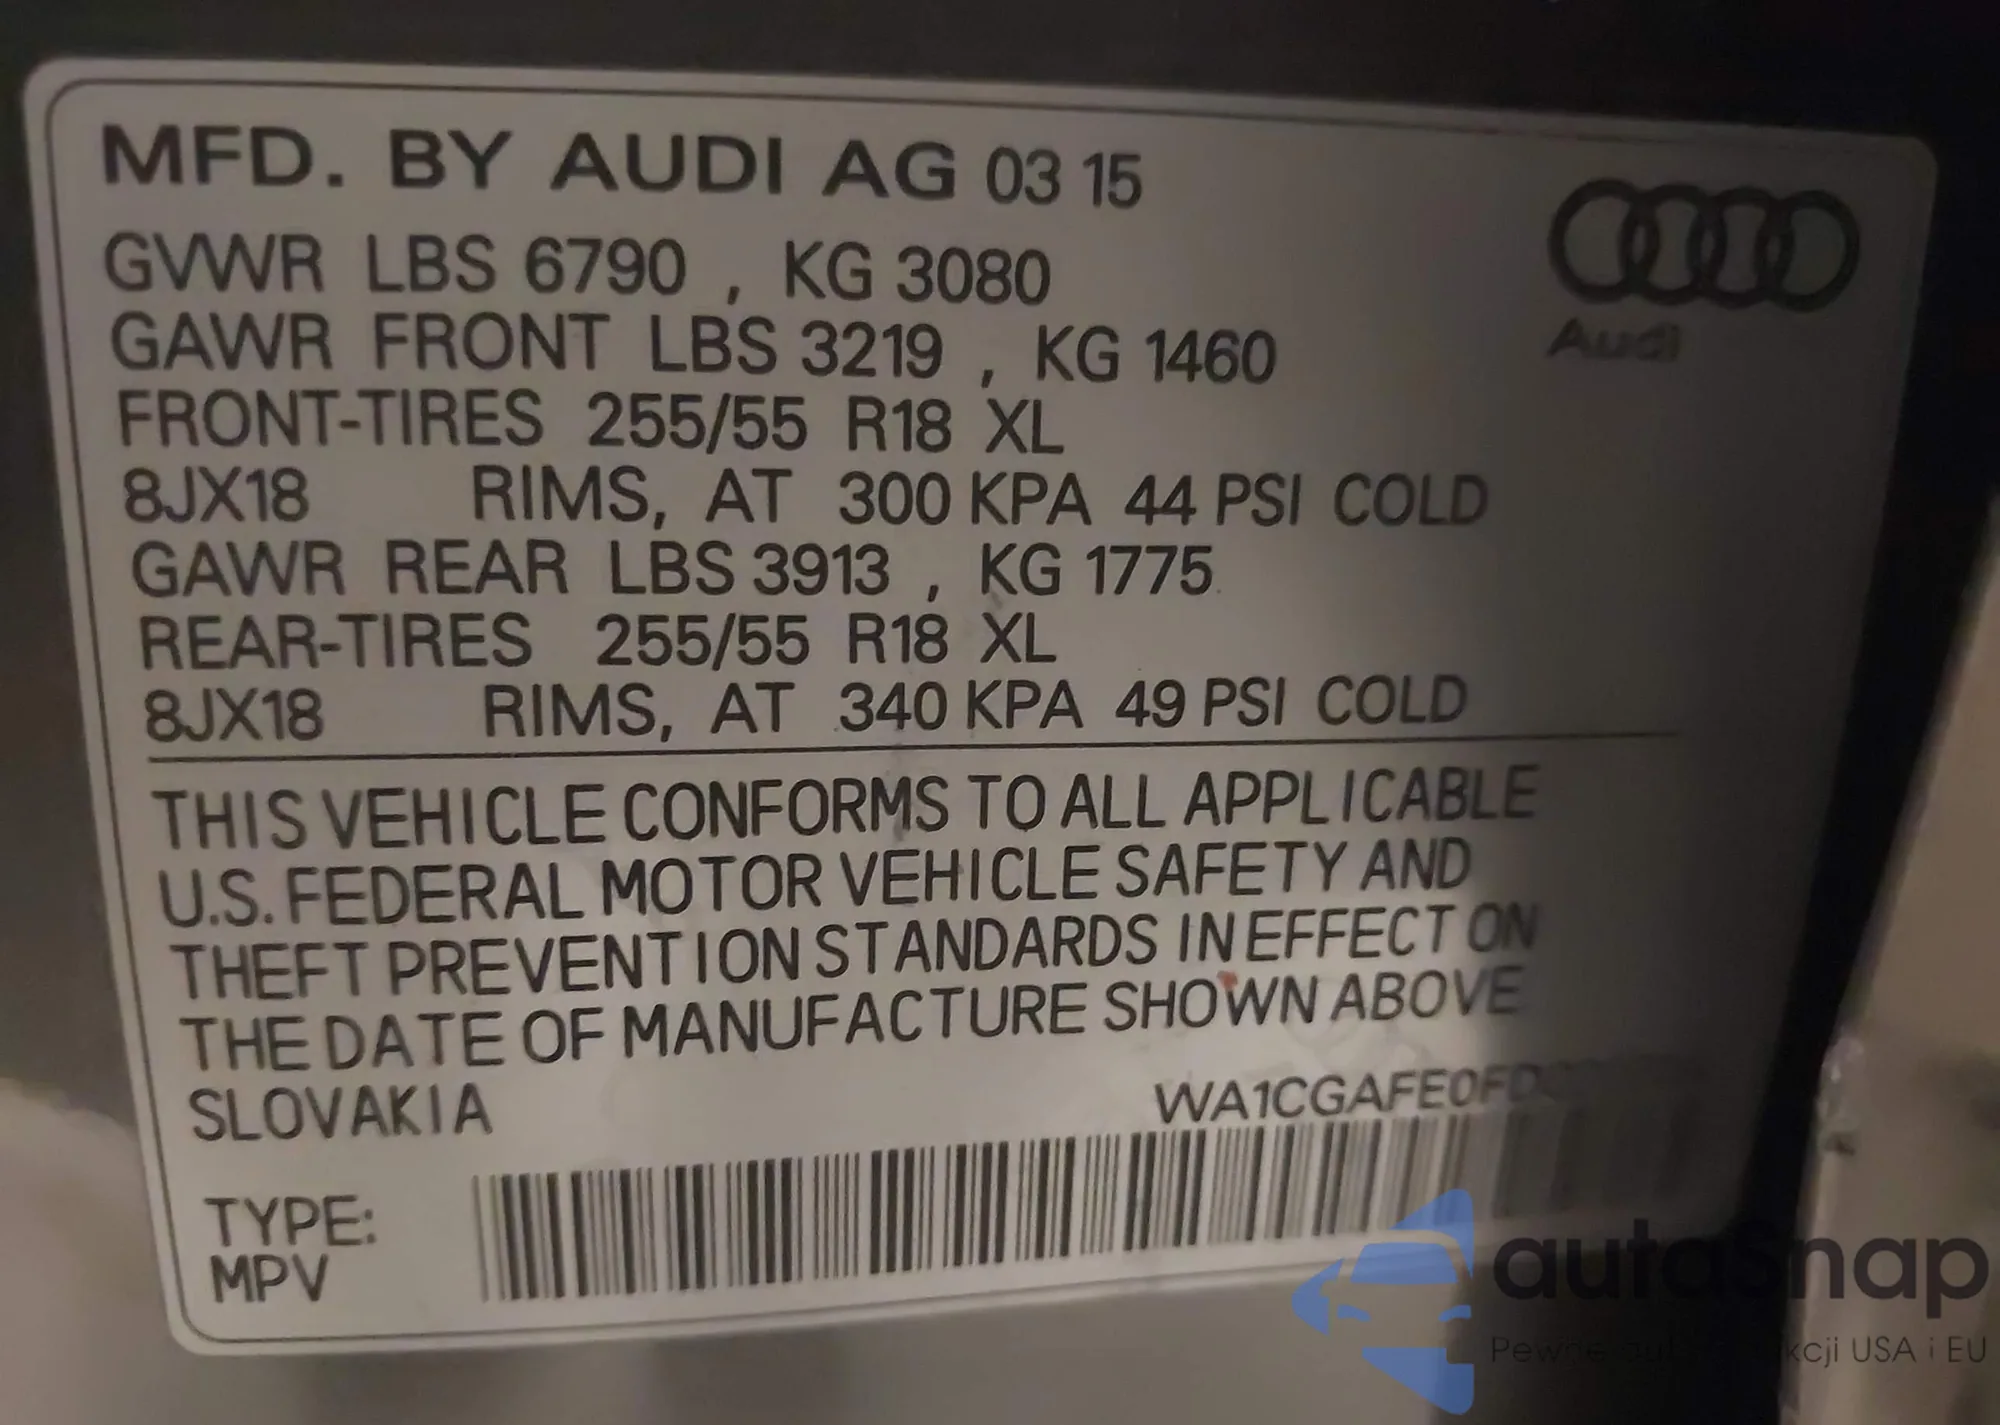 MFD. BY AUDI AG 03 15
GVWR LBS 6790 , KG 3080
GAWR FRONT LBS 3219 , KG 1460
FRONT-TIRES 255/55 R18 XL
8JX18 RIMS, AT 300 KPA 44 PSI COLD
GAWR REAR LBS 3913 , KG 1775
REAR-TIRES 255/55 R18 XL
8JX18 RIMS, AT 340 KPA 49 PSI COLD
Audi
THIS VEHICLE CONFORMS TO ALL APPLICABLE
U.S. FEDERAL MOTOR VEHICLE SAFETY AND
THEFT PREVENTION STANDARDS IN EFFECT ON
THE DATE OF MANUFACTURE SHOWN ABOVE
SLOVAKIA
TYPE:
MPV
autosnap
USA i EU